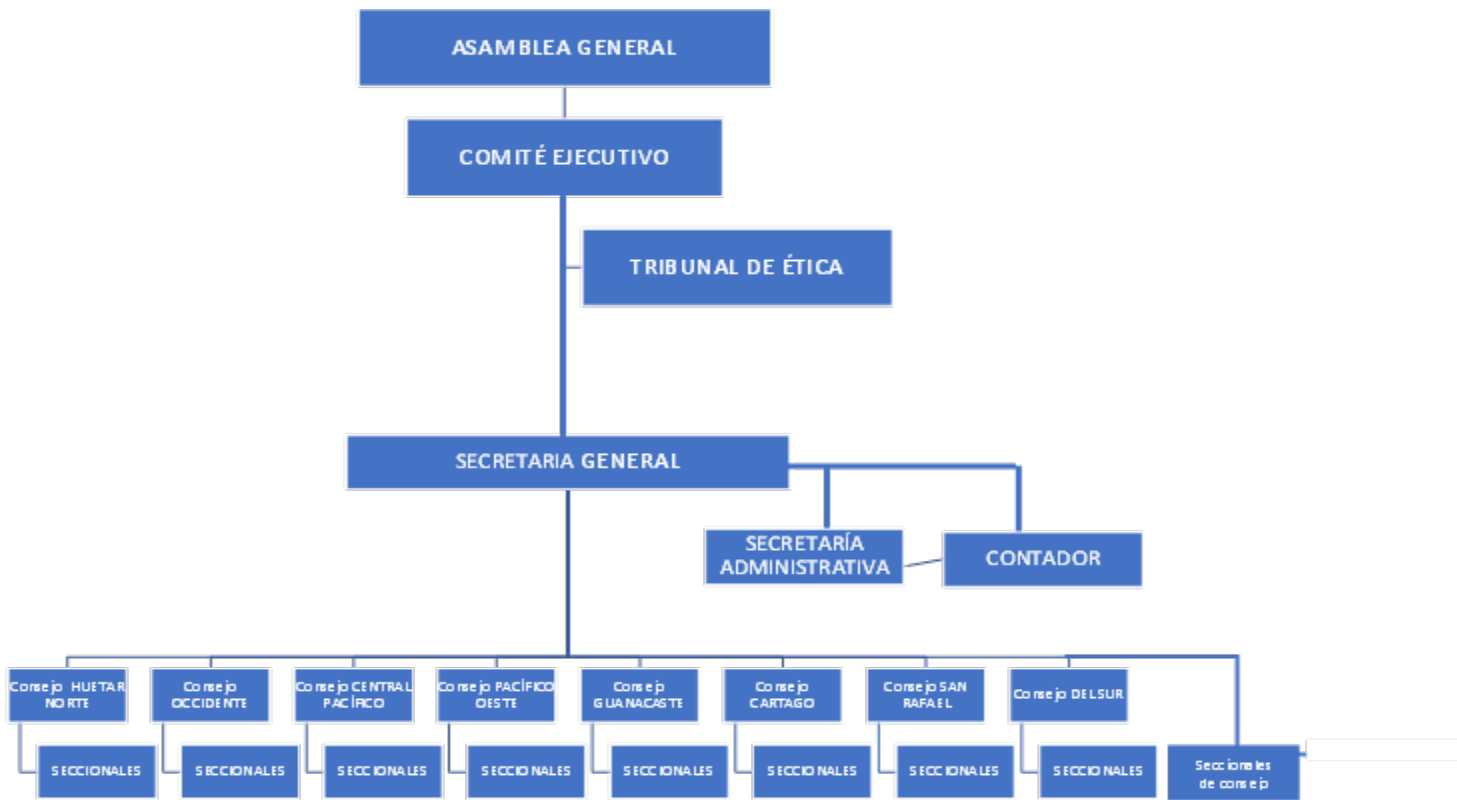 ASAMBLEA GENERAL
COMITÉ EJECUTIVO
TRIBUNAL DE ÉTICA
SECRETARIA GENERAL
SECRETARÍA
ADMINISTRATIVA
CONTADOR
Consejo HUETAR
NORTE
Consejo
OCCIDENTE
Consejo CENTRAL
PACÍFICO
Consejo PACÍFICO
OESTE
Consejo
GUANACASTE
Consejo
CARTAGO
Consejo SAN
RAFAEL
Consejo DEL SUR
SECCIONALES
SECCIONALES
SECCIONALES
SECCIONALES
SECCIONALES
SECCIONALES
SECCIONALES
SECCIONALES
Seccionales
de consejo